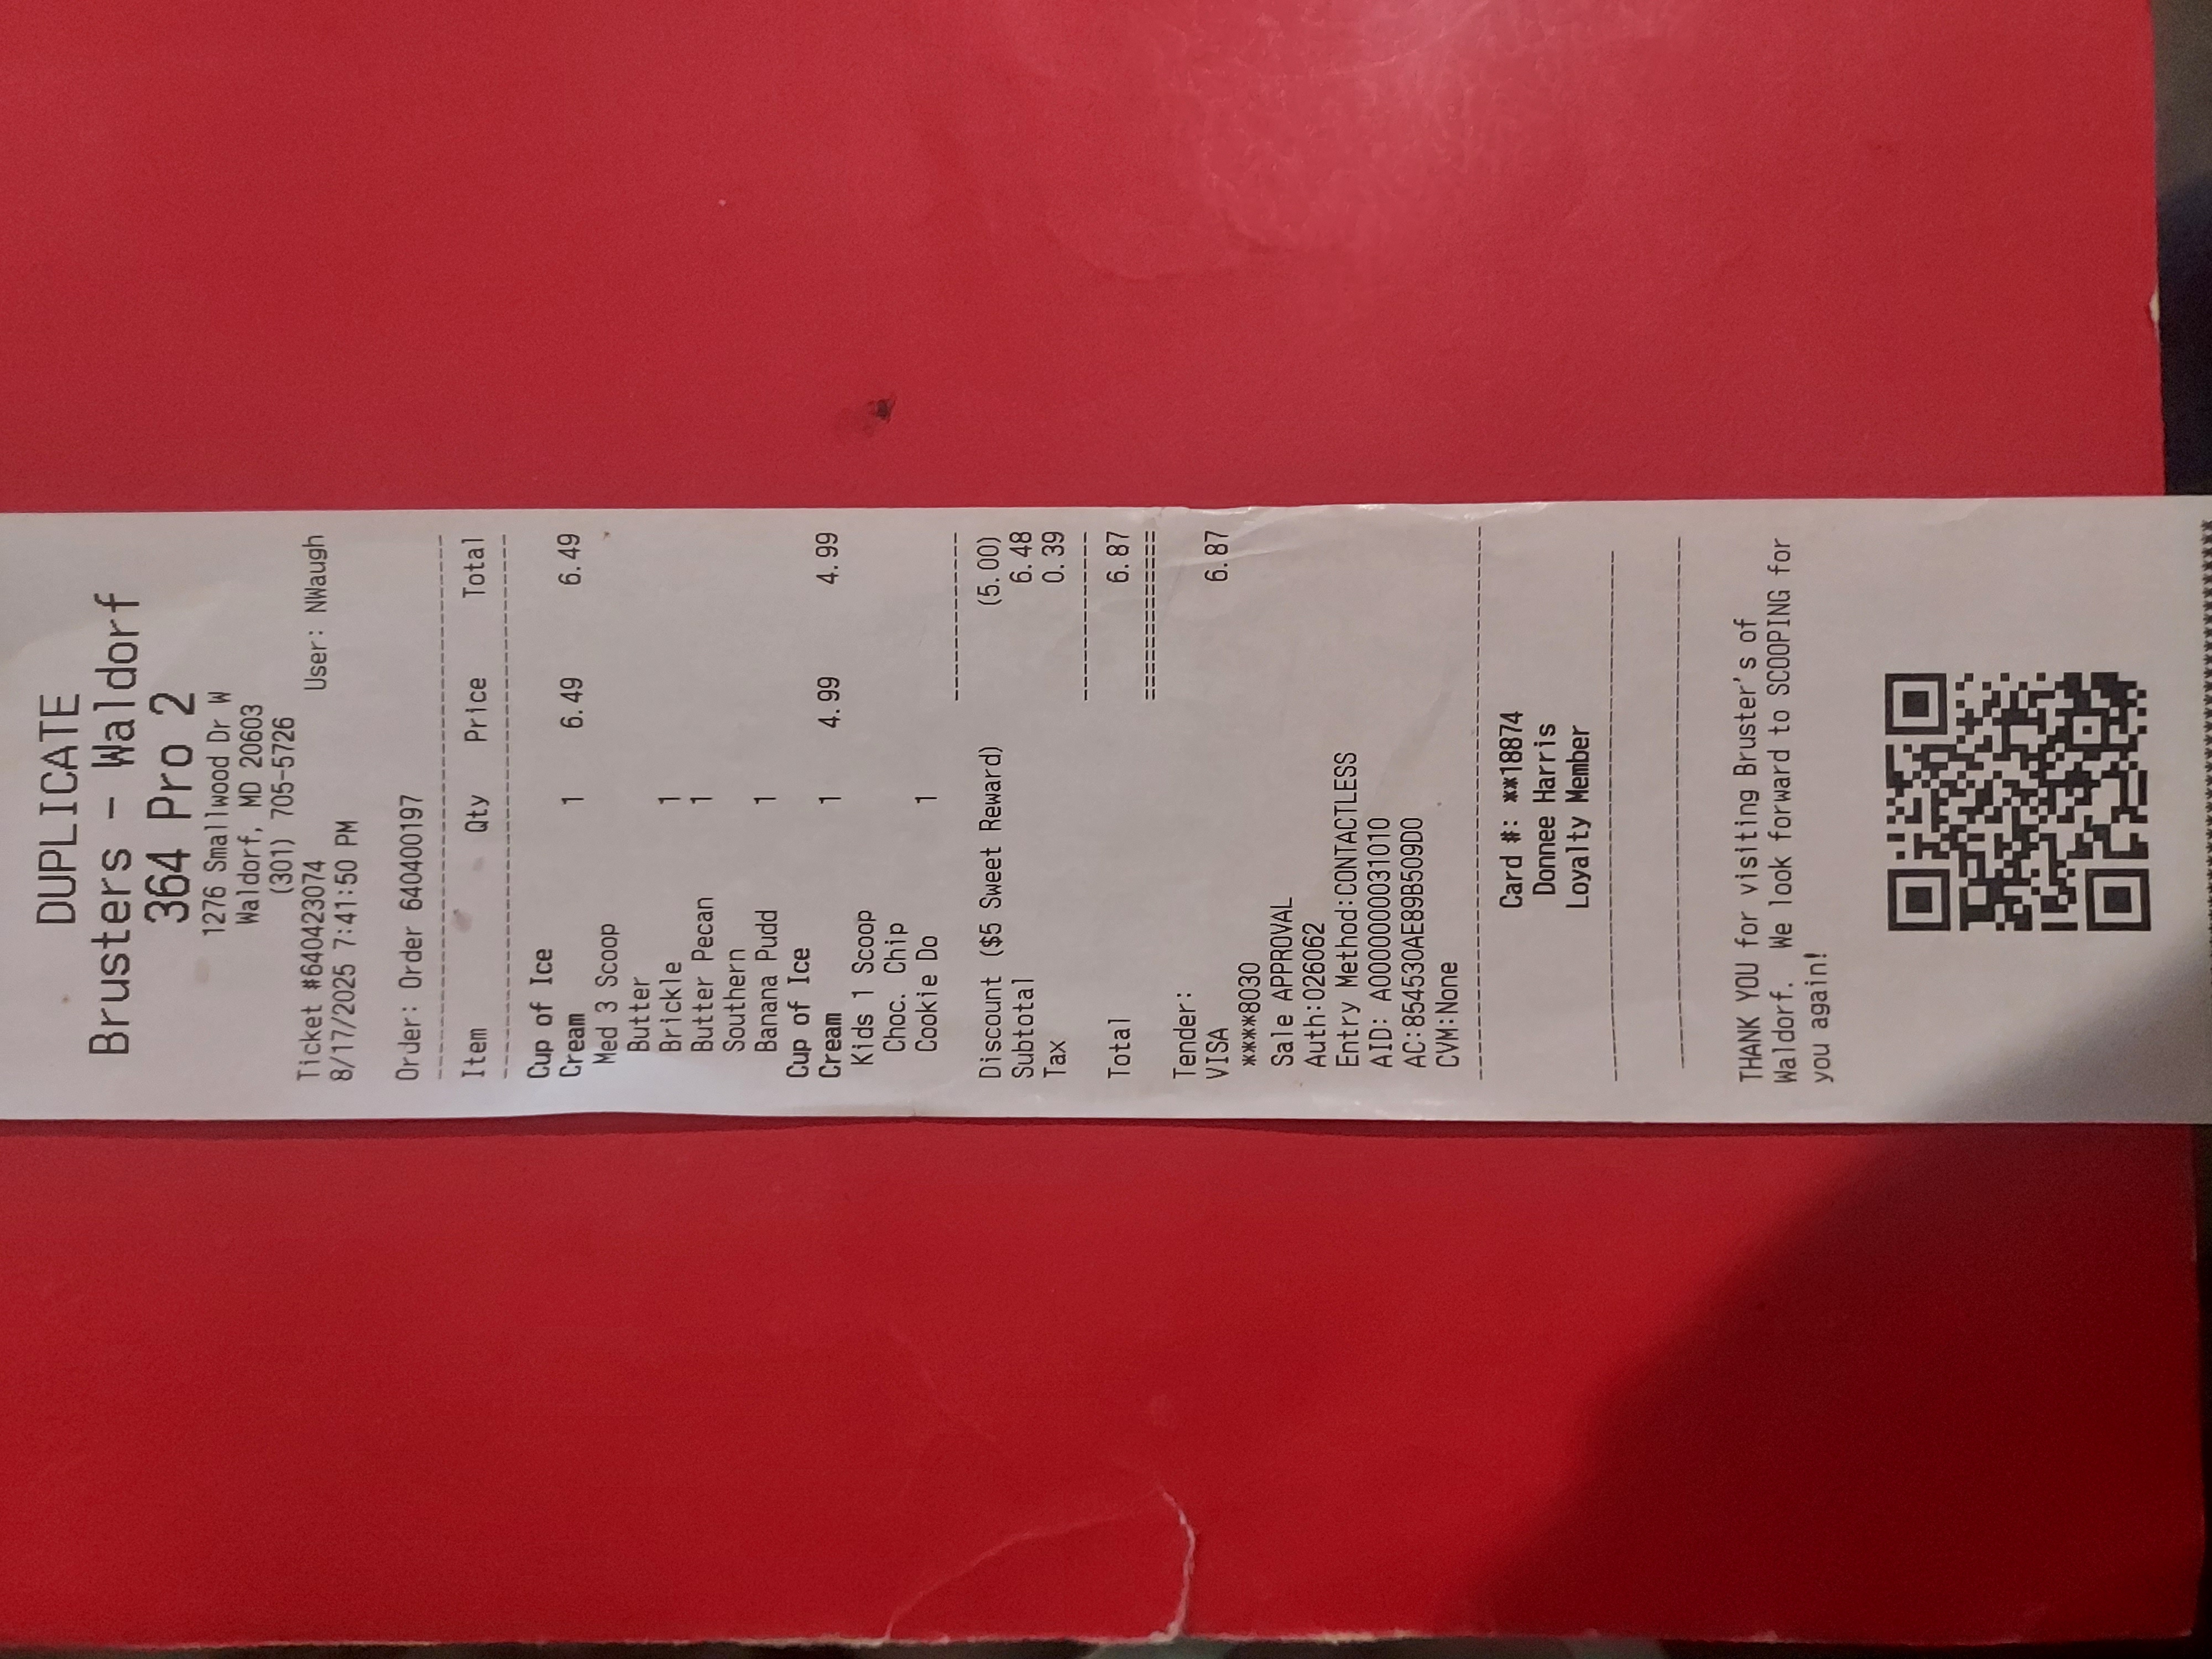 DUPLICATE
Brusters - Waldorf
364 Pro 2
1276 Smallwood Dr W
Waldorf, MD 20603
(301) 705-5726
Ticket #640423074 User: NWaugh
8/17/2025 7:41:50 PM
Order: Order 640400197
Item Qty Price Total
Cup of Ice
Cream 1 6.49 6.49
Med 3 Scoop
Butter
Brickle 1
Butter Pecan 1
Southern
Banana Pudd 1
Cup of Ice
Cream 1 4.99 4.99
Kids 1 Scoop
Choc. Chip
Cookie Do 1
Discount ($5 Sweet Reward) (5.00)
Subtotal 6.48
Tax 0.39
Total 6.87
Tender:
VISA 6.87
****8030
Sale APPROVAL
Auth:026062
Entry Method:CONTACTLESS
AID: A0000000031010
AC:854530AE89B509D0
CVM:None
Card #: **18874
Donnee Harris
Loyalty Member
THANK YOU for visiting Bruster's of
Waldorf. We look forward to SCOOPING for
you again!